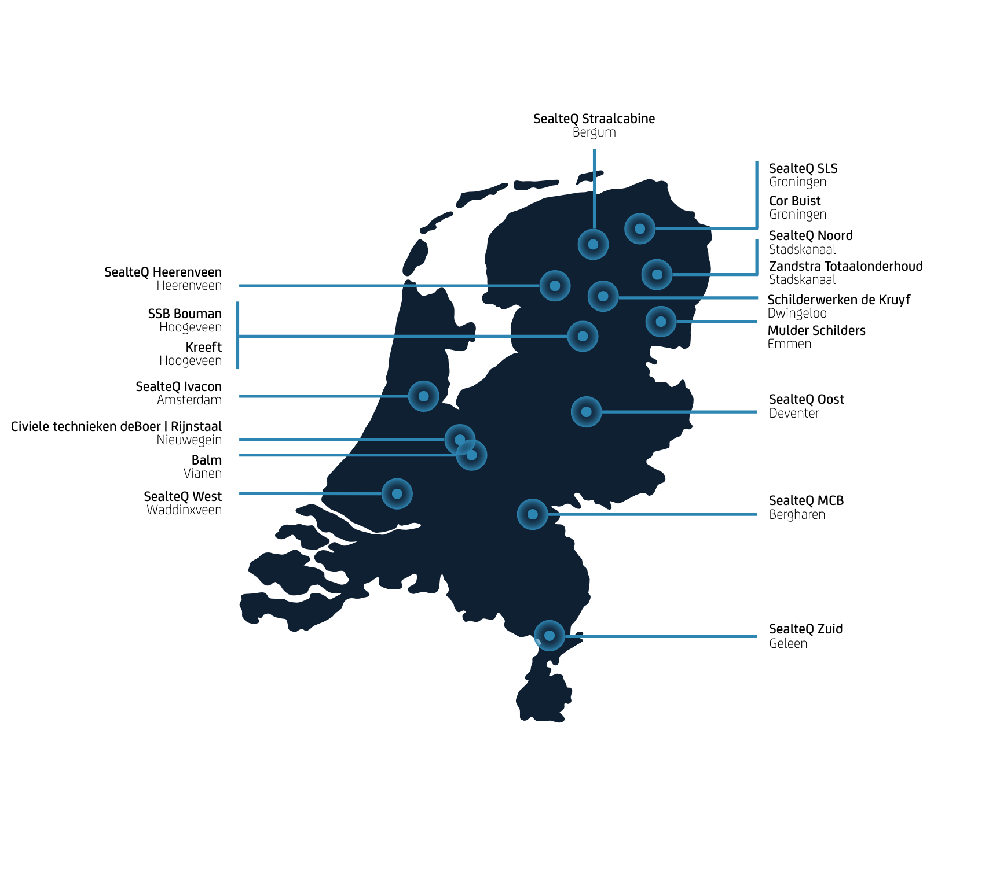 SealteQ Straalcabine
Bergum
SealteQ SLS
Groningen
Cor Buist
Groningen
SealteQ Noord
Stadskanaal
Zandstra Totaalonderhoud
Stadskanaal
Schilderwerken de Kruyf
Dwingeloo
Mulder Schilders
Emmen
SealteQ Oost
Deventer
SealteQ MCB
Bergharen
SealteQ Zuid
Geleen
SealteQ Heerenveen
Heerenveen
SSB Bouman
Hoogeveen
Kreeft
Hoogeveen
SealteQ Ivacon
Amsterdam
Civiele technieken deBoer | Rijnstaal
Nieuwegein
Balm
Vianen
SealteQ West
Waddinxveen